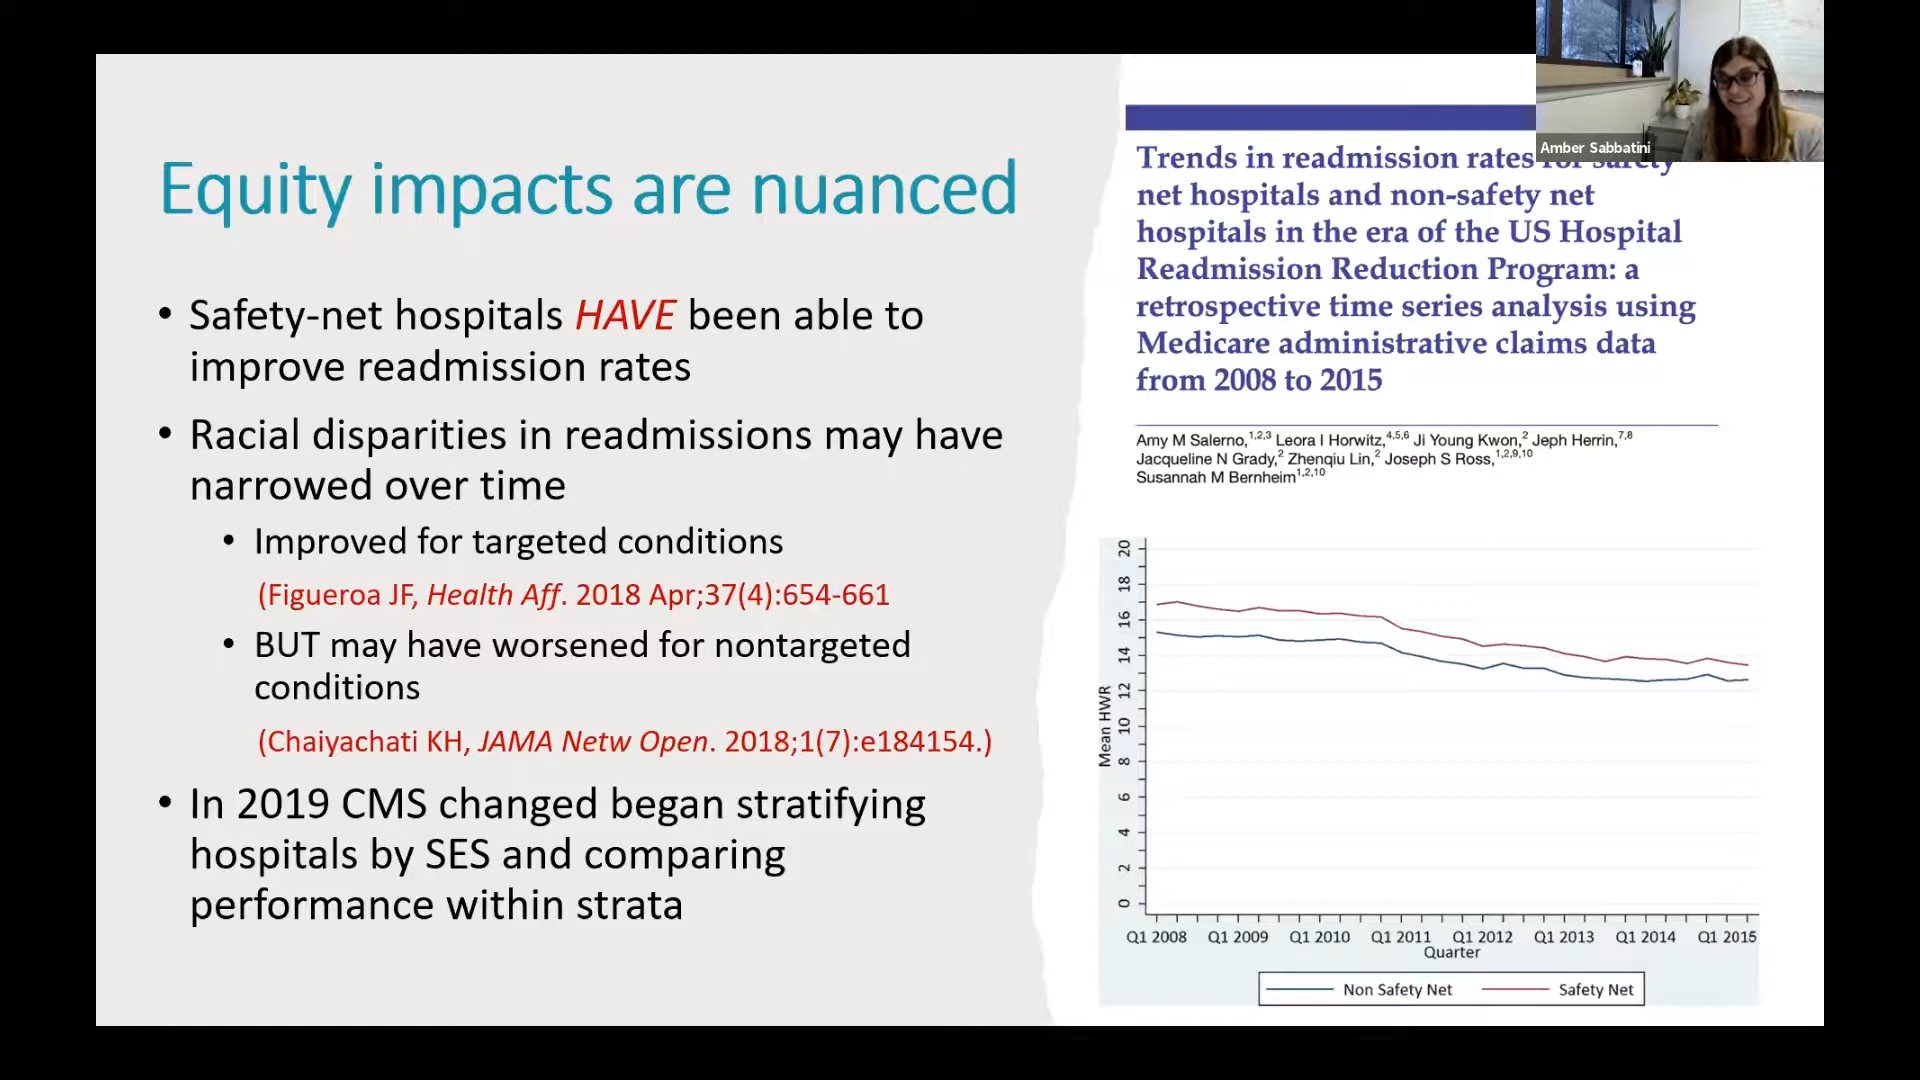 Amber Sabbatini
Equity impacts are nuanced
• Safety-net hospitals HAVE been able to
improve readmission rates
• Racial disparities in readmissions may have
narrowed over time
• Improved for targeted conditions
(Figueroa JF, Health Aff. 2018 Apr;37(4):654-661
• BUT may have worsened for nontargeted
conditions
(Chaiyachati KH, JAMA Netw Open. 2018;1(7):e184154.)
• In 2019 CMS changed began stratifying
hospitals by SES and comparing
performance within strata
Trends in readmission rates for safety
net hospitals and non-safety net
hospitals in the era of the US Hospital
Readmission Reduction Program: a
retrospective time series analysis using
Medicare administrative claims data
from 2008 to 2015
Amy M Salerno,1,2,3 Leora I Horwitz,4,5,6 Ji Young Kwon,2 Jeph Herrin,7,8
Jacqueline N Grady,2 Zhenqiu Lin,2 Joseph S Ross,1,2,9,10
Susannah M Bernheim1,2,10
Mean HWR
20
18
16
14
12
10
8
6
4
2
0
Q1 2008 Q1 2009 Q1 2010 Q1 2011 Q1 2012 Q1 2013 Q1 2014 Q1 2015
Quarter
Non Safety Net Safety Net